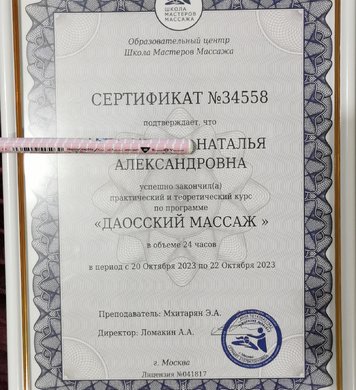 ШКОЛА
МАСТЕРОВ
МАССАЖА
Образовательный центр
Школа Мастеров Массажа
СЕРТИФИКАТ №34558
подтверждает, что
НАТАЛЬЯ
АЛЕКСАНДРОВНА
успешно закончил(а)
практический и теоретический курс
по программе
«ДАОССКИЙ МАССАЖ »
в объеме 24 часов
в период с 20 Октября 2023 по 22 Октября 2023
Преподаватель: Мхитарян Э.А.
Директор: Ломакин А.А.
г. Москва
Лицензия №041817